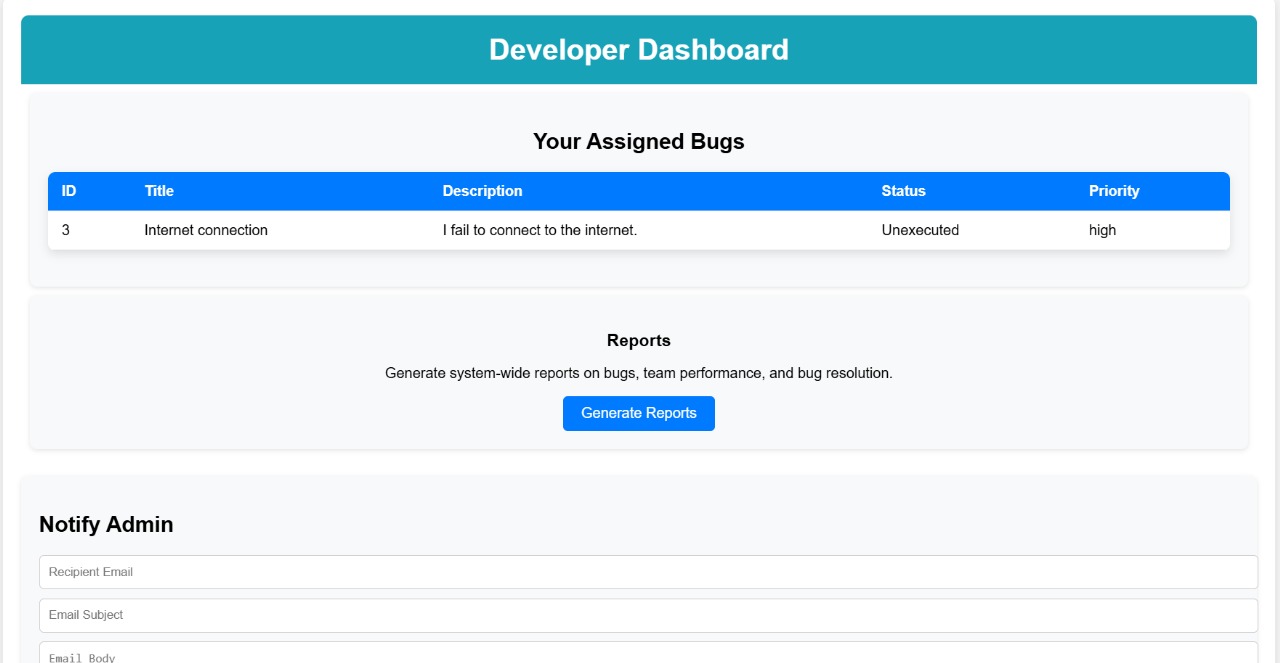 Developer Dashboard
Your Assigned Bugs
ID Title Description Status Priority
3 Internet connection I fail to connect to the internet. Unexecuted high
Reports
Generate system-wide reports on bugs, team performance, and bug resolution.
Generate Reports
Notify Admin
Recipient Email
Email Subject
Email Body